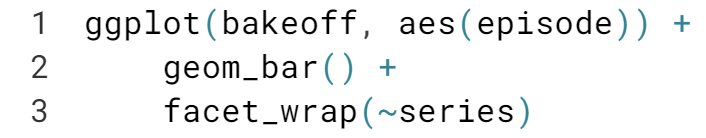 1 ggplot(bakeoff, aes(episode)) +
2 geom_bar() +
3 facet_wrap(~series)